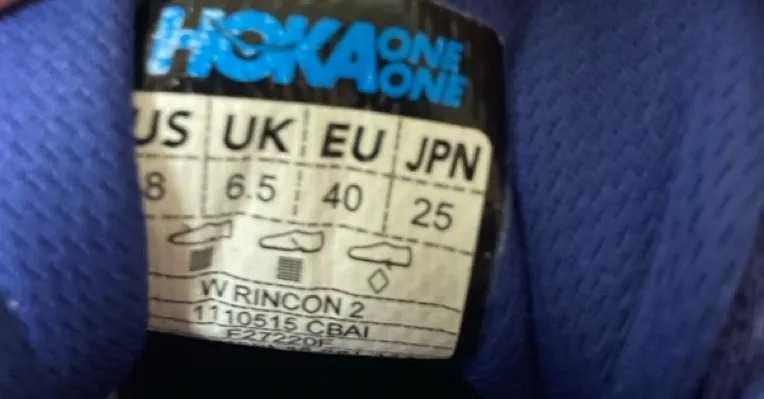 HOKA ONE ONE
US UK EU JPN
8 6.5 40 25
W RINCON 2
1110515 CBAI
F27220F